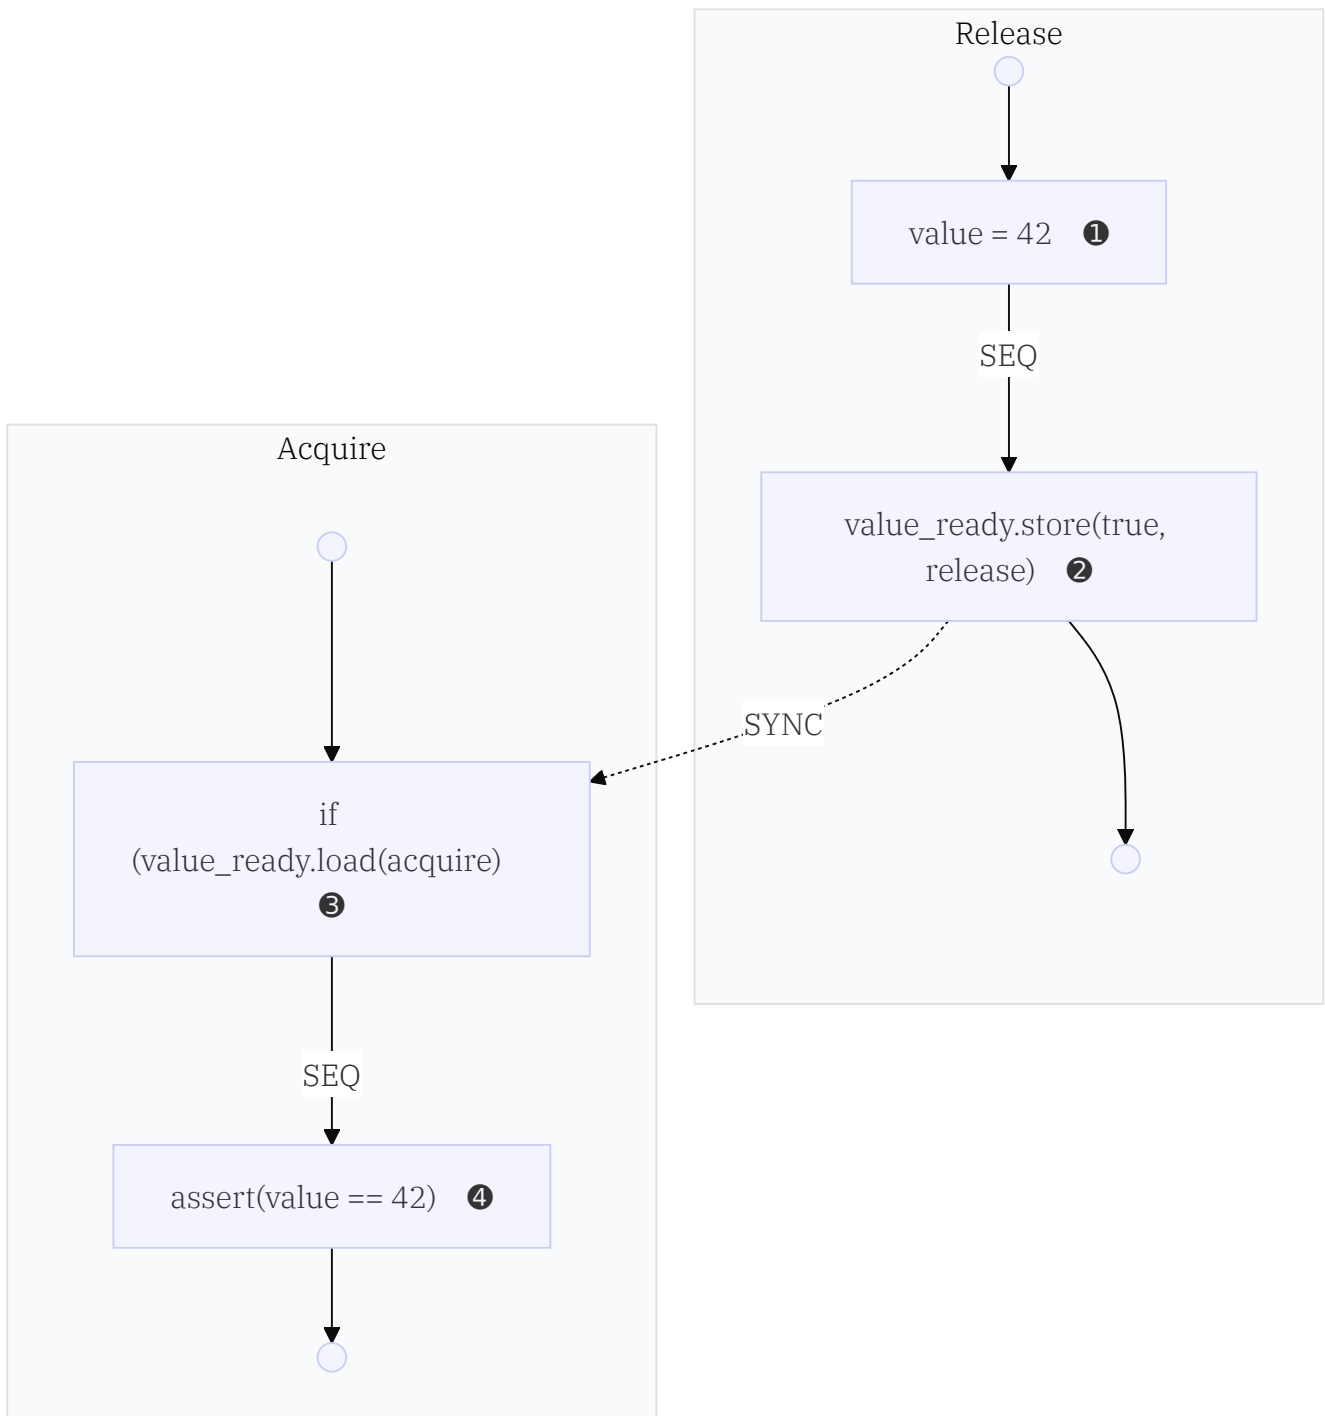 Release
value = 42 ❶
SEQ
value_ready.store(true,
release) ❷
SYNC
Acquire
if
(value_ready.load(acquire)
❸
SEQ
assert(value == 42) ❹